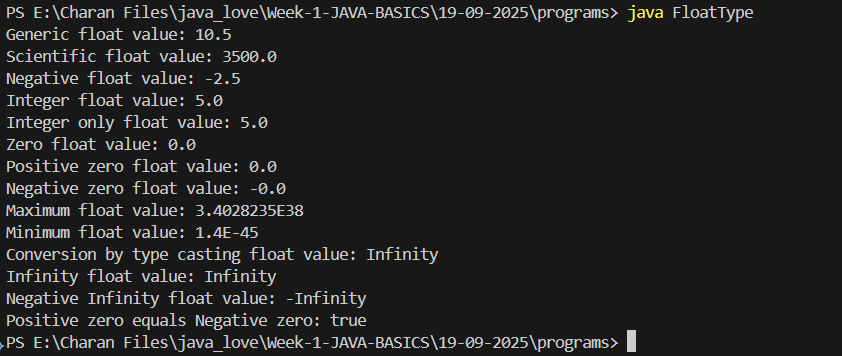 PS E:\Charan Files\java_love\Week-1-JAVA-BASICS\19-09-2025\programs> java FloatType
Generic float value: 10.5
Scientific float value: 3500.0
Negative float value: -2.5
Integer float value: 5.0
Integer only float value: 5.0
Zero float value: 0.0
Positive zero float value: 0.0
Negative zero float value: -0.0
Maximum float value: 3.4028235E38
Minimum float value: 1.4E-45
Conversion by type casting float value: Infinity
Infinity float value: Infinity
Negative Infinity float value: -Infinity
Positive zero equals Negative zero: true
PS E:\Charan Files\java_love\Week-1-JAVA-BASICS\19-09-2025\programs>